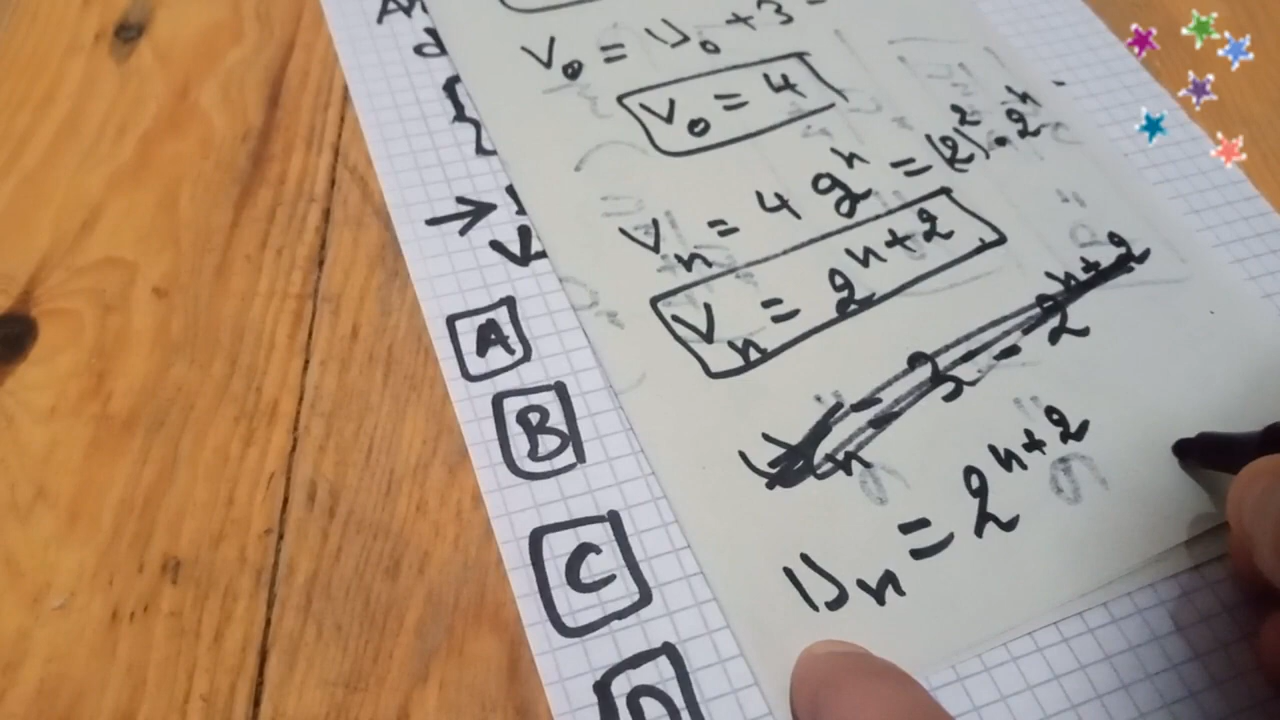 V₀ = U₀ + 3 =
V₀ = 4
Vₙ = 4 2ⁿ = (2)² · 2ⁿ
Vₙ = 2ⁿ⁺²
Uₙ = 2ⁿ⁺²
A
B
C
D